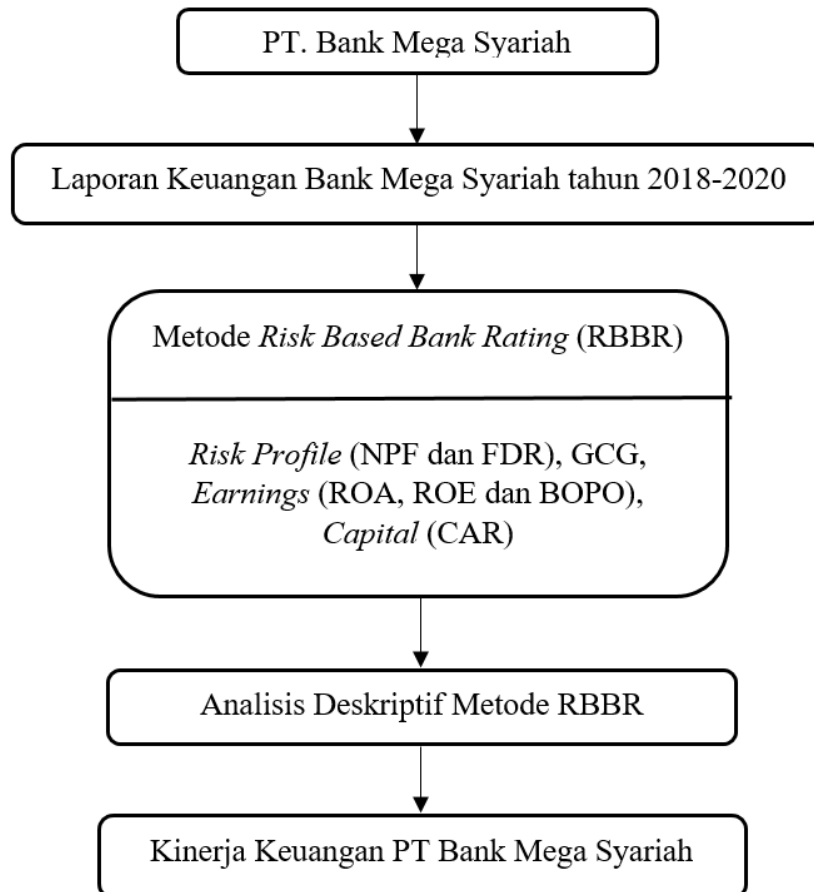 PT. Bank Mega Syariah
Laporan Keuangan Bank Mega Syariah tahun 2018-2020
Metode Risk Based Bank Rating (RBBR)
Risk Profile (NPF dan FDR), GCG,
Earnings (ROA, ROE dan BOPO),
Capital (CAR)
Analisis Deskriptif Metode RBBR
Kinerja Keuangan PT Bank Mega Syariah